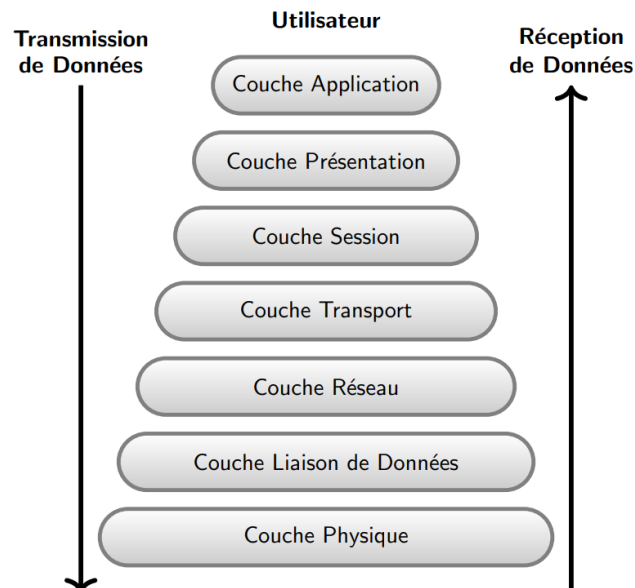 Utilisateur
Transmission
de Données
Réception
de Données
Couche Application
Couche Présentation
Couche Session
Couche Transport
Couche Réseau
Couche Liaison de Données
Couche Physique